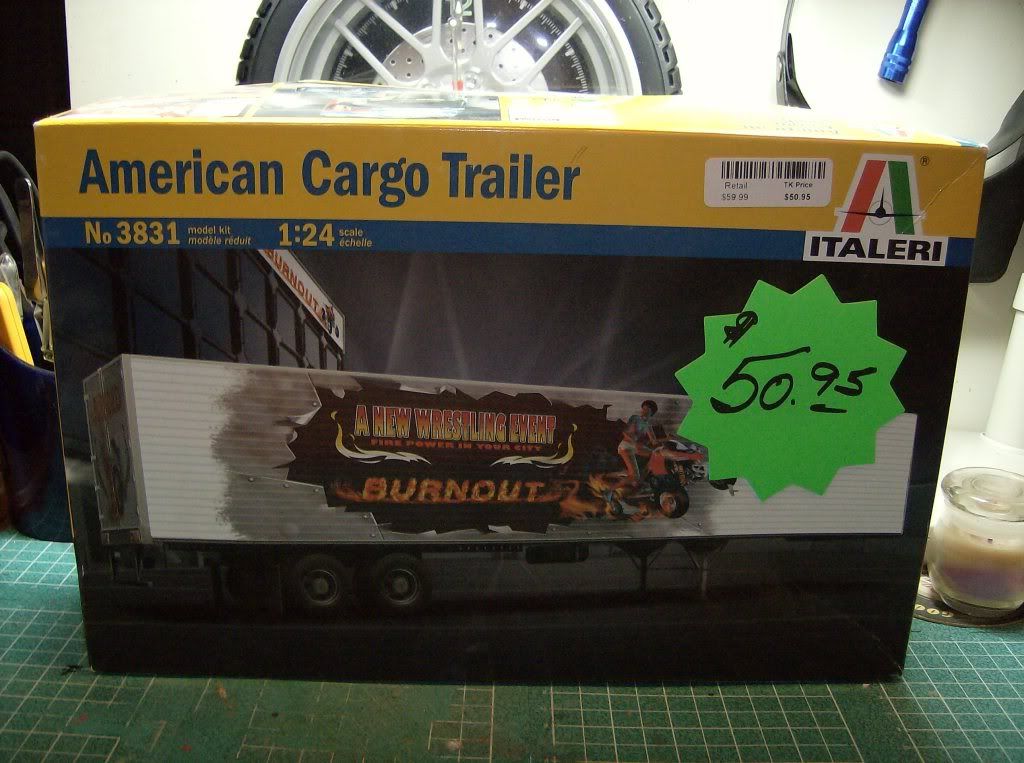 American Cargo Trailer
Retail TK Price
$59.99 $50.95
®
No 3831 model kit modèle réduit 1:24 scale échelle
ITALERI
BURNOUT
$50.95
A NEW WRESTLING EVENT
FIRE POWER IN YOUR CITY
BURNOUT